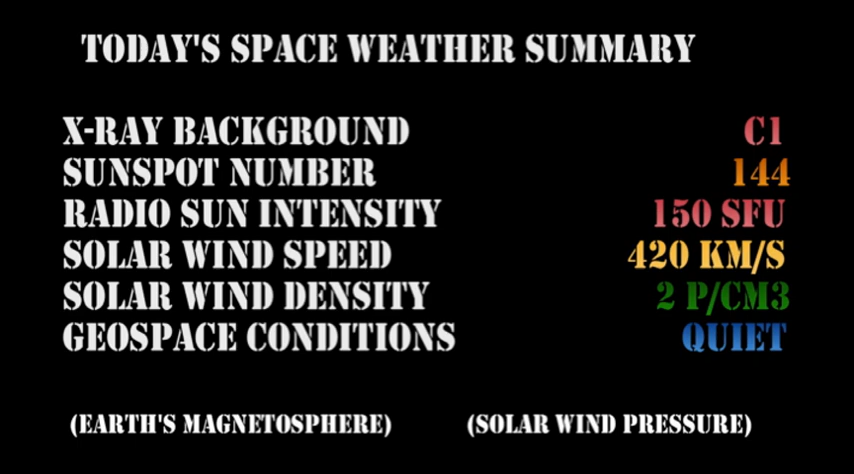 TODAY'S SPACE WEATHER SUMMARY
X-RAY BACKGROUND C1
SUNSPOT NUMBER 144
RADIO SUN INTENSITY 150 SFU
SOLAR WIND SPEED 420 KM/S
SOLAR WIND DENSITY 2 P/CM3
GEOSPACE CONDITIONS QUIET
(EARTH'S MAGNETOSPHERE) (SOLAR WIND PRESSURE)